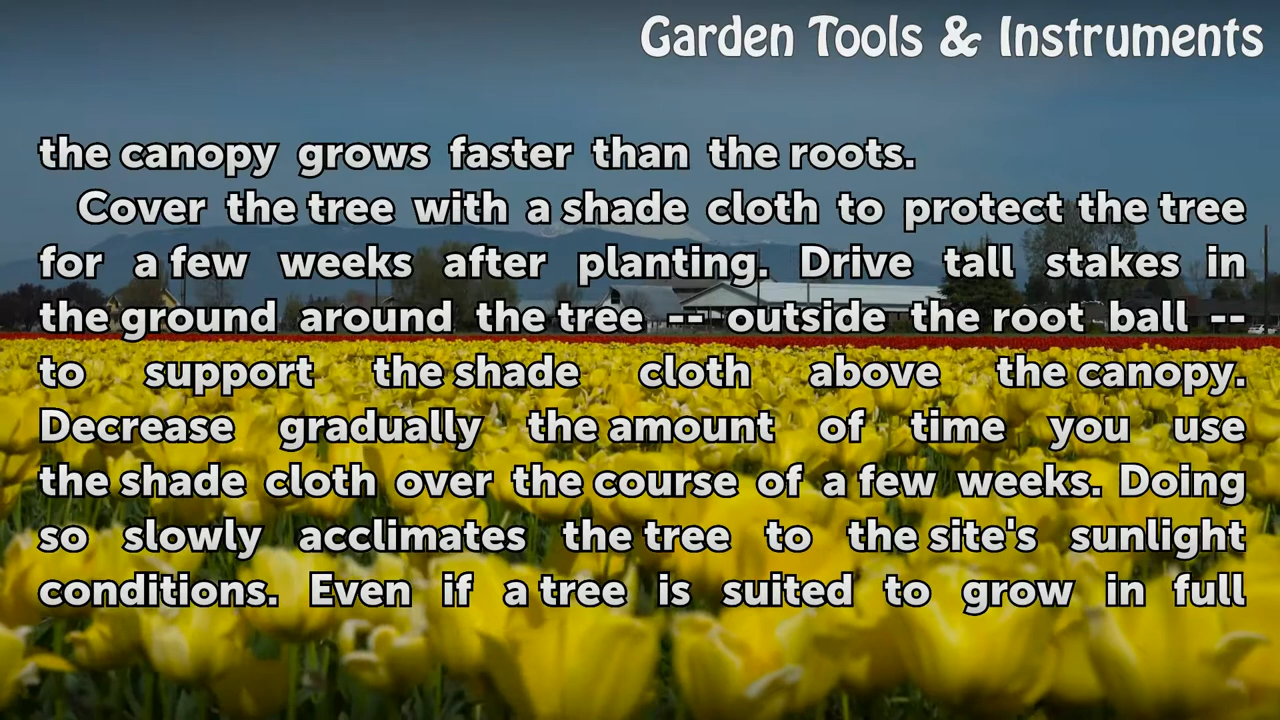 Garden Tools & Instruments
the canopy grows faster than the roots.
Cover the tree with a shade cloth to protect the tree
for a few weeks after planting. Drive tall stakes in
the ground around the tree -- outside the root ball --
to support the shade cloth above the canopy.
Decrease gradually the amount of time you use
the shade cloth over the course of a few weeks. Doing
so slowly acclimates the tree to the site's sunlight
conditions. Even if a tree is suited to grow in full